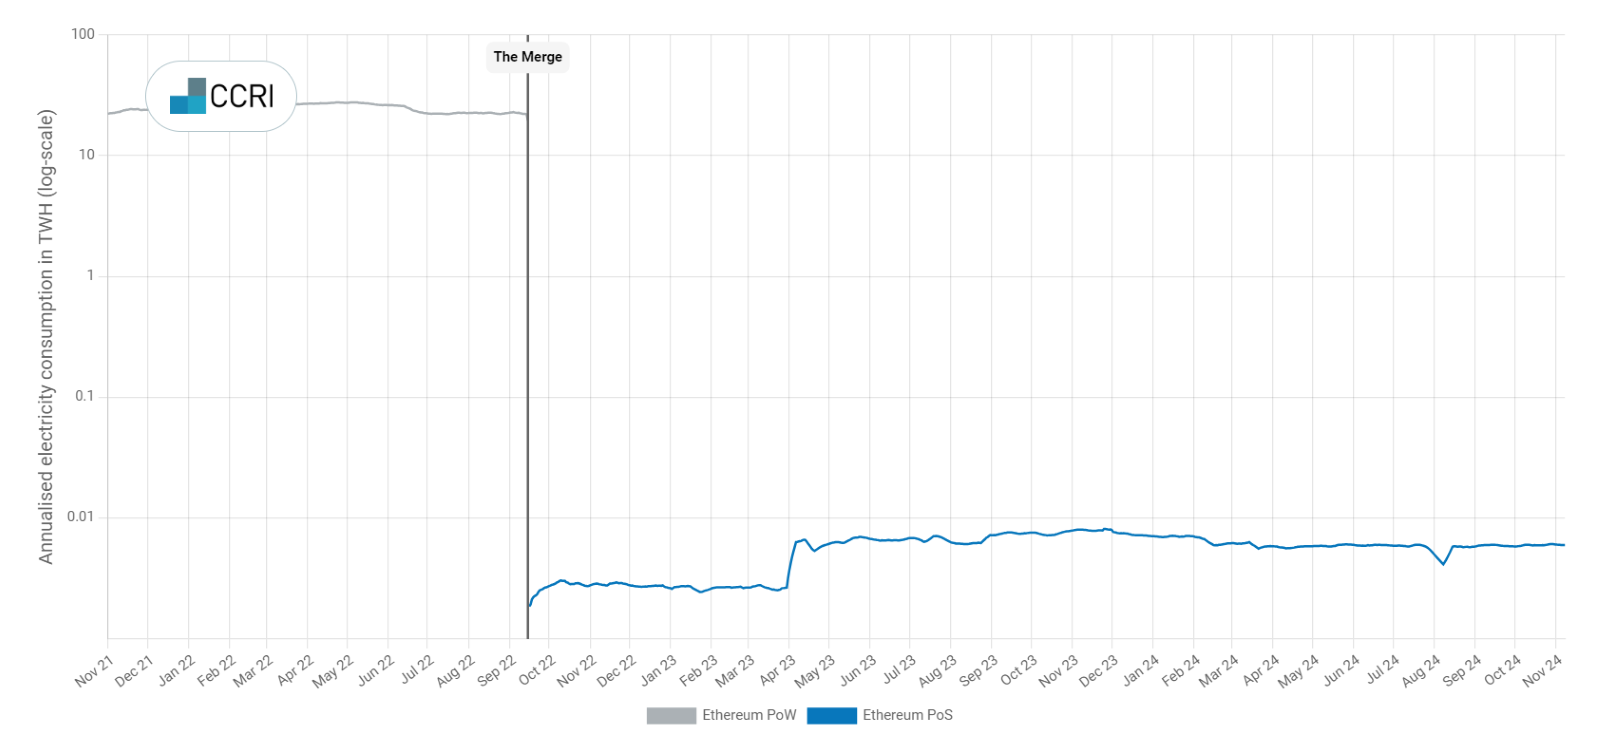 Annualised electricity consumption in TWH (log-scale)
100
10
1
0.1
0.01
CCRI
The Merge
Nov 21 Dec 21 Jan 22 Feb 22 Mar 22 Apr 22 May 22 Jun 22 Jul 22 Aug 22 Sep 22 Oct 22 Nov 22 Dec 22 Jan 23 Feb 23 Mar 23 Apr 23 May 23 Jun 23 Jul 23 Aug 23 Sep 23 Oct 23 Nov 23 Dec 23 Jan 24 Feb 24 Mar 24 Apr 24 May 24 Jun 24 Jul 24 Aug 24 Sep 24 Oct 24 Nov 24
Ethereum PoW Ethereum PoS